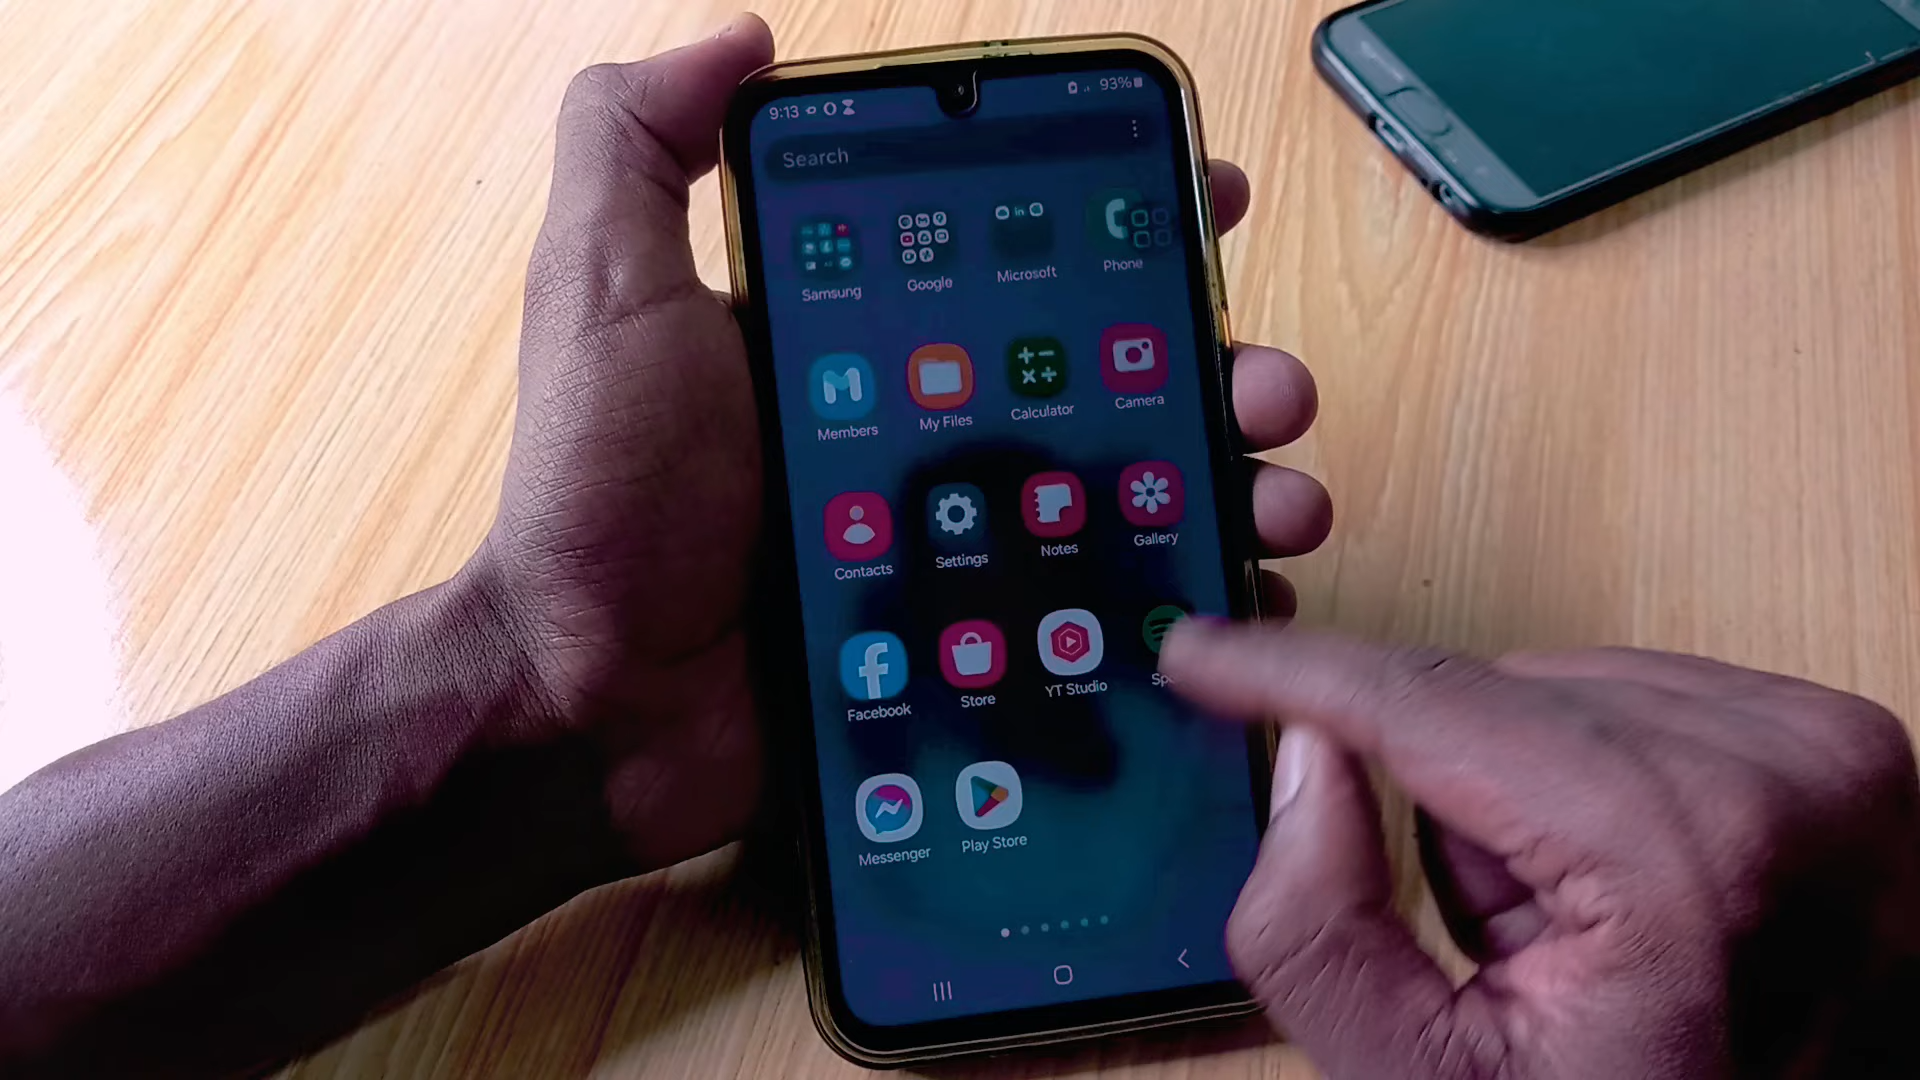 9:13
93%
Search
Samsung Google Microsoft Phone
Members My Files Calculator Camera
Contacts Settings Notes Gallery
Facebook Store YT Studio
Messenger Play Store